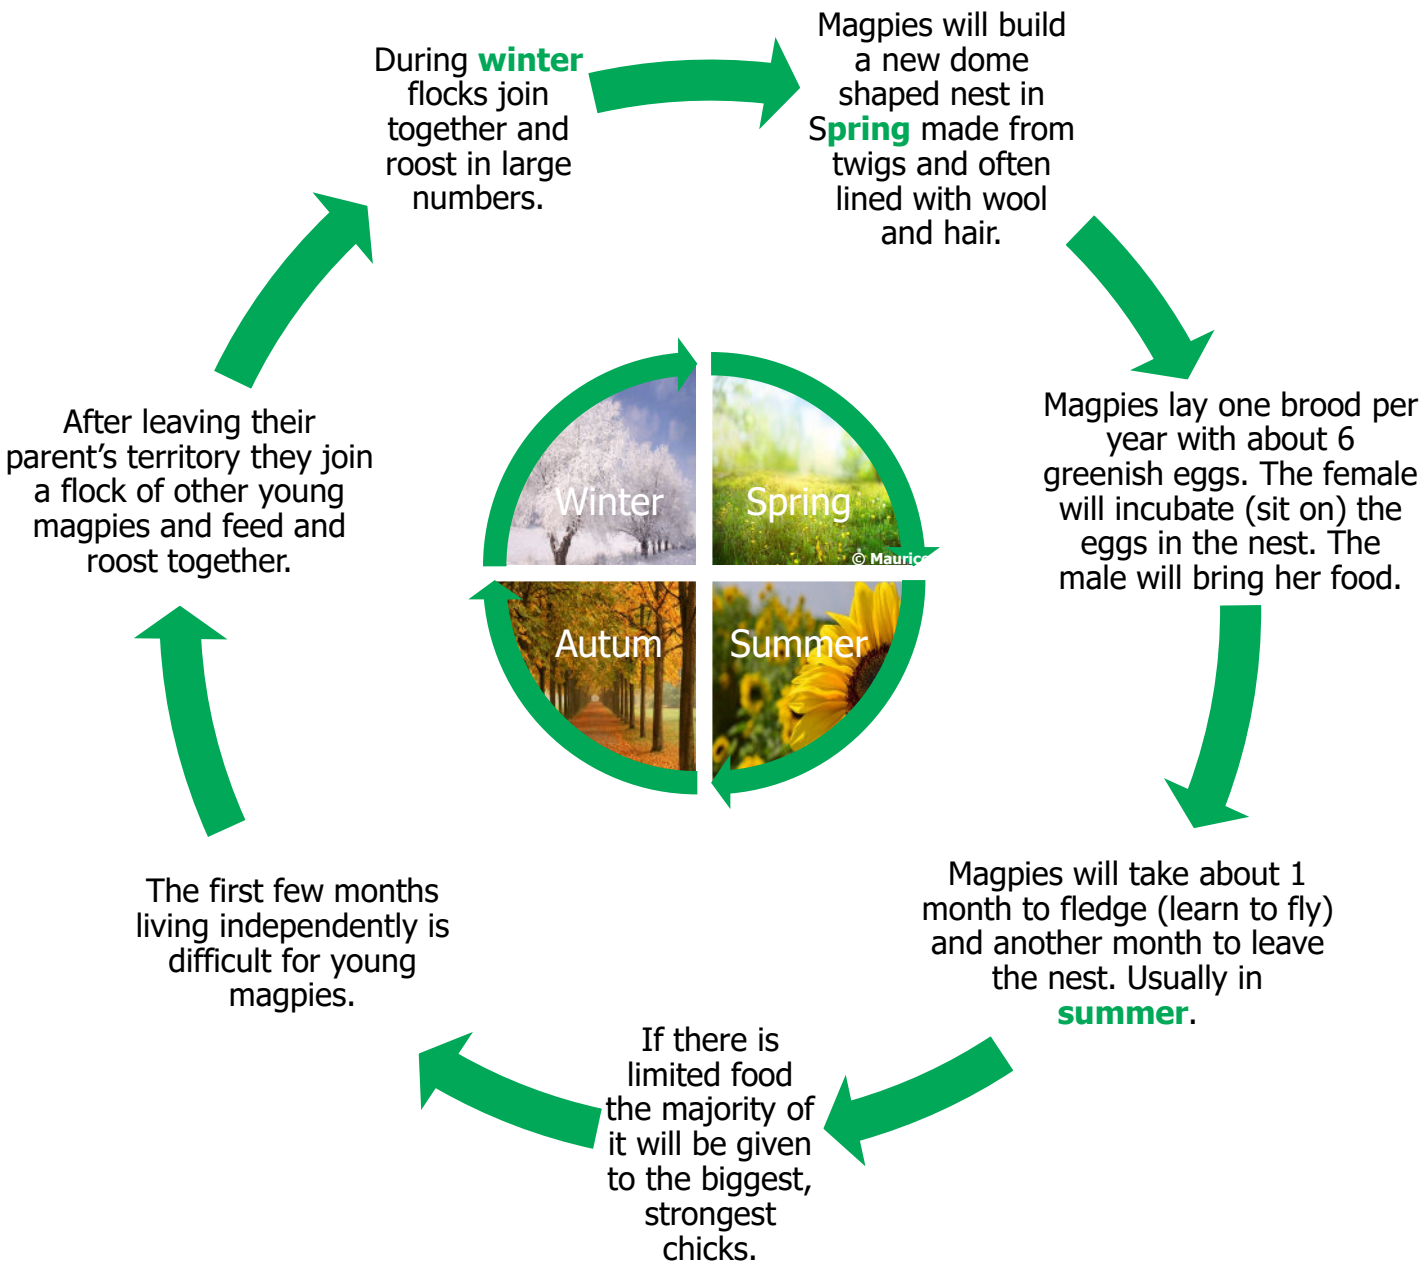 During winter
flocks join
together and
roost in large
numbers.
Magpies will build
a new dome
shaped nest in
Spring made from
twigs and often
lined with wool
and hair.
Magpies lay one brood per
year with about 6
greenish eggs. The female
will incubate (sit on) the
eggs in the nest. The
male will bring her food.
Magpies will take about 1
month to fledge (learn to fly)
and another month to leave
the nest. Usually in
summer.
If there is
limited food
the majority of
it will be given
to the biggest,
strongest
chicks.
The first few months
living independently is
difficult for young
magpies.
After leaving their
parent’s territory they join
a flock of other young
magpies and feed and
roost together.
Winter
Spring
© Maurice
Autum
Summer